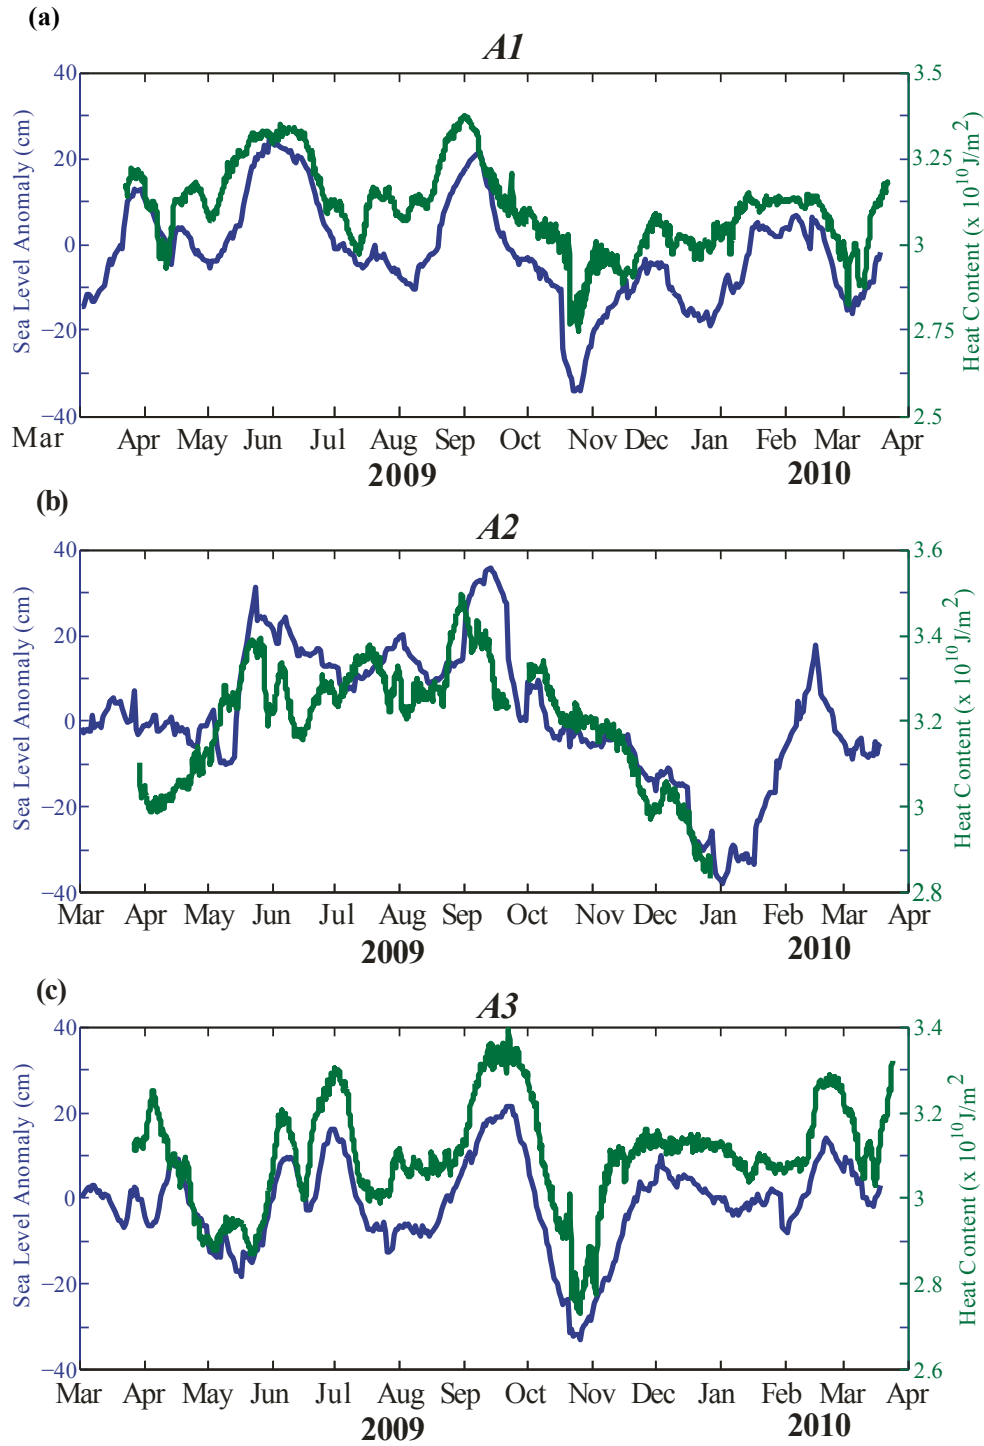 (a)
A1
40
20
0
−20
−40
Sea Level Anomaly (cm)
3.5
3.25
3
2.75
2.5
Heat Content (x 10^10 J/m^2)
Mar Apr May Jun Jul Aug Sep Oct Nov Dec Jan Feb Mar Apr
2009 2010
(b)
A2
40
20
0
−20
−40
Sea Level Anomaly (cm)
3.6
3.4
3.2
3
2.8
Heat Content (x 10^10 J/m^2)
Mar Apr May Jun Jul Aug Sep Oct Nov Dec Jan Feb Mar Apr
2009 2010
(c)
A3
40
20
0
−20
−40
Sea Level Anomaly (cm)
3.4
3.2
3
2.8
2.6
Heat Content (x 10^10 J/m^2
Mar Apr May Jun Jul Aug Sep Oct Nov Dec Jan Feb Mar Apr
2009 2010